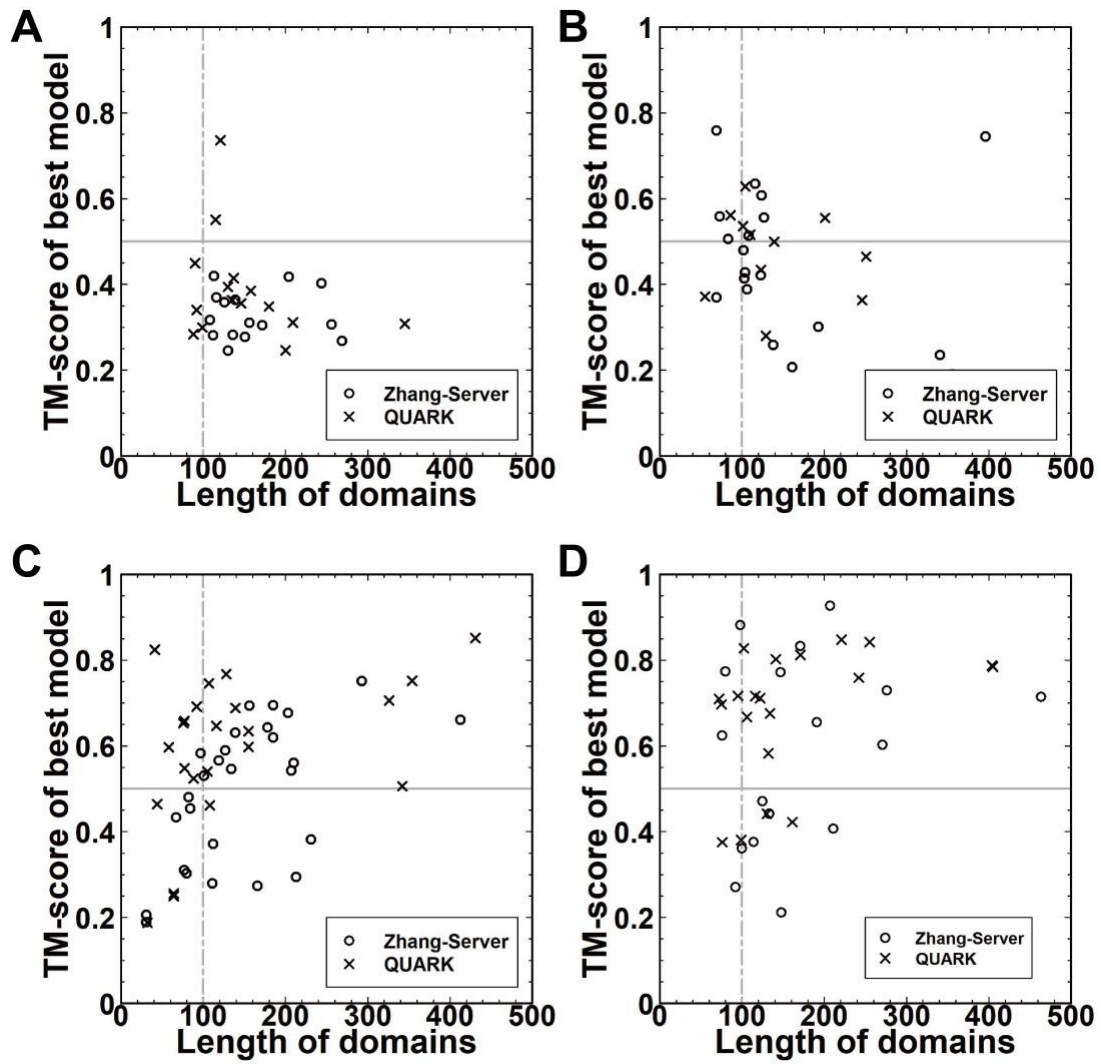 A
TM-score of best model
1
0.8
0.6
0.4
0.2
0
0 100 200 300 400 500
Length of domains
Zhang-Server
QUARK
B
TM-score of best model
1
0.8
0.6
0.4
0.2
0
0 100 200 300 400 500
Length of domains
Zhang-Server
QUARK
C
TM-score of best model
1
0.8
0.6
0.4
0.2
0
0 100 200 300 400 500
Length of domains
Zhang-Server
QUARK
D
TM-score of best model
1
0.8
0.6
0.4
0.2
0
0 100 200 300 400 500
Length of domains
Zhang-Server
QUARK